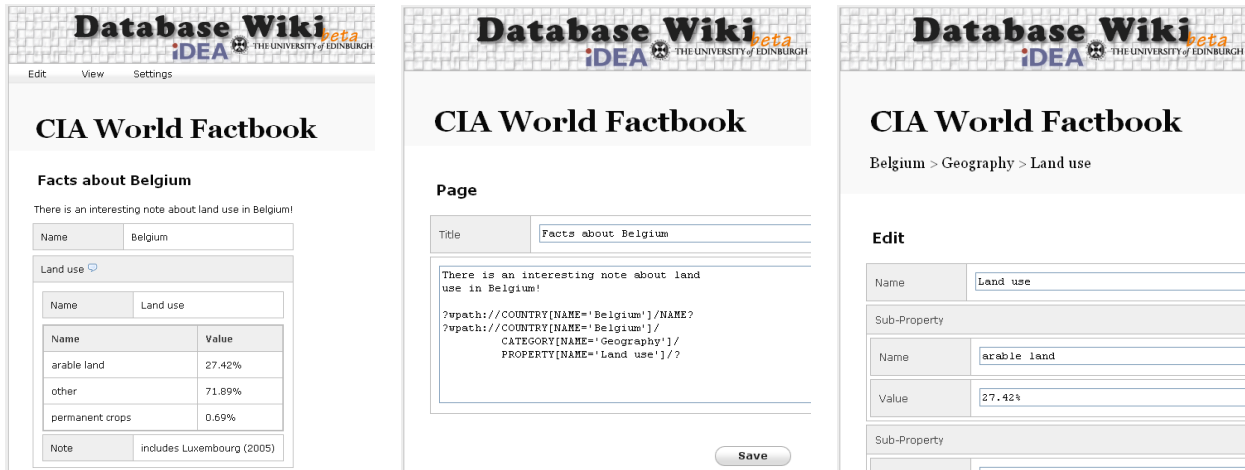 Database Wiki
beta
iDEA THE UNIVERSITY of EDINBURGH
Edit View Settings
CIA World Factbook
Facts about Belgium
There is an interesting note about land use in Belgium!
Name Belgium
Land use
Name Land use
Name Value
arable land 27.42%
other 71.89%
permanent crops 0.69%
Note includes Luxembourg (2005)
Database Wiki
beta
iDEA THE UNIVERSITY of EDINBURGH
CIA World Factbook
Page
Title Facts about Belgium
There is an interesting note about land
use in Belgium!
?wpath://COUNTRY[NAME='Belgium']/NAME?
?wpath://COUNTRY[NAME='Belgium']/
CATEGORY[NAME='Geography']/
PROPERTY[NAME='Land use']/?
Save
Database Wiki
beta
iDEA THE UNIVERSITY of EDINBURGH
CIA World Factbook
Belgium > Geography > Land use
Edit
Name Land use
Sub-Property
Name arable land
Value 27.42%
Sub-Property